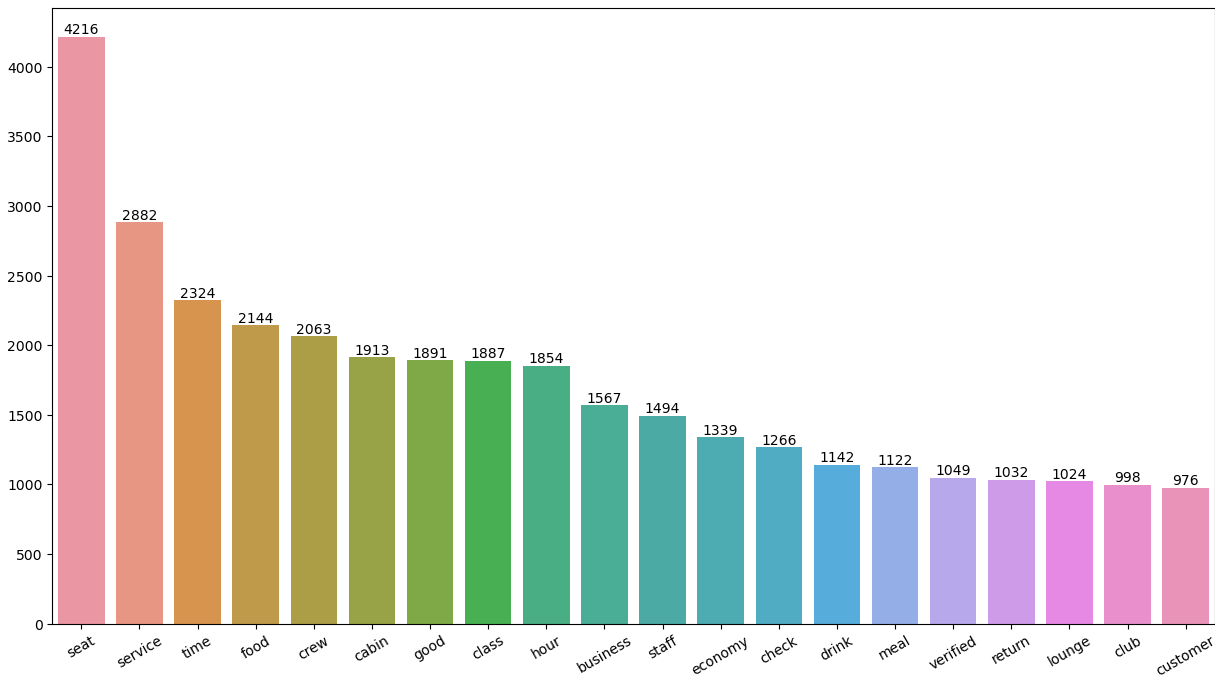 4216
2882
2324
2144
2063
1913
1891
1887
1854
1567
1494
1339
1266
1142
1122
1049
1032
1024
998
976
4000
3500
3000
2500
2000
1500
1000
500
0
seat
service
time
food
crew
cabin
good
class
hour
business
staff
economy
check
drink
meal
verified
return
lounge
club
customer